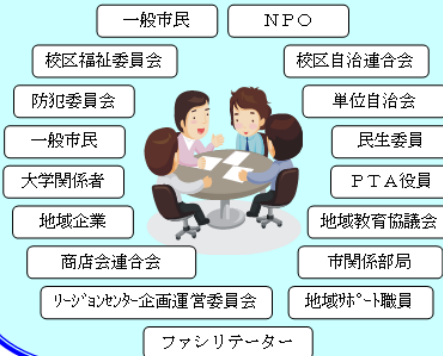 一般市民
ＮＰＯ
校区福祉委員会
校区自治連合会
防犯委員会
単位自治会
一般市民
民生委員
大学関係者
ＰＴＡ役員
地域企業
地域教育協議会
商店会連合会
市関係部局
ﾘｰｼﾞｮﾝｾﾝﾀｰ企画運営委員会
地域ｻﾎﾟｰﾄ職員
ファシリテーター